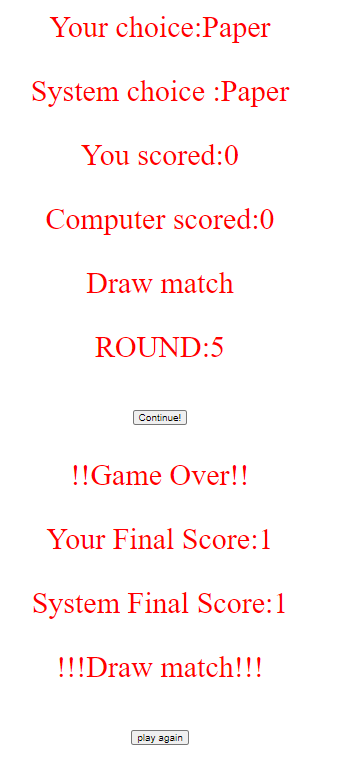 Your choice:Paper
System choice :Paper
You scored:0
Computer scored:0
Draw match
ROUND:5
Continue!
!!Game Over!!
Your Final Score:1
System Final Score:1
!!!Draw match!!!
play again